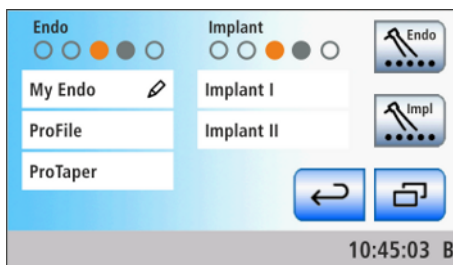 Endo
Implant
Endo
My Endo
Implant I
ProFile
Implant II
Impl
ProTaper
10:45:03 B